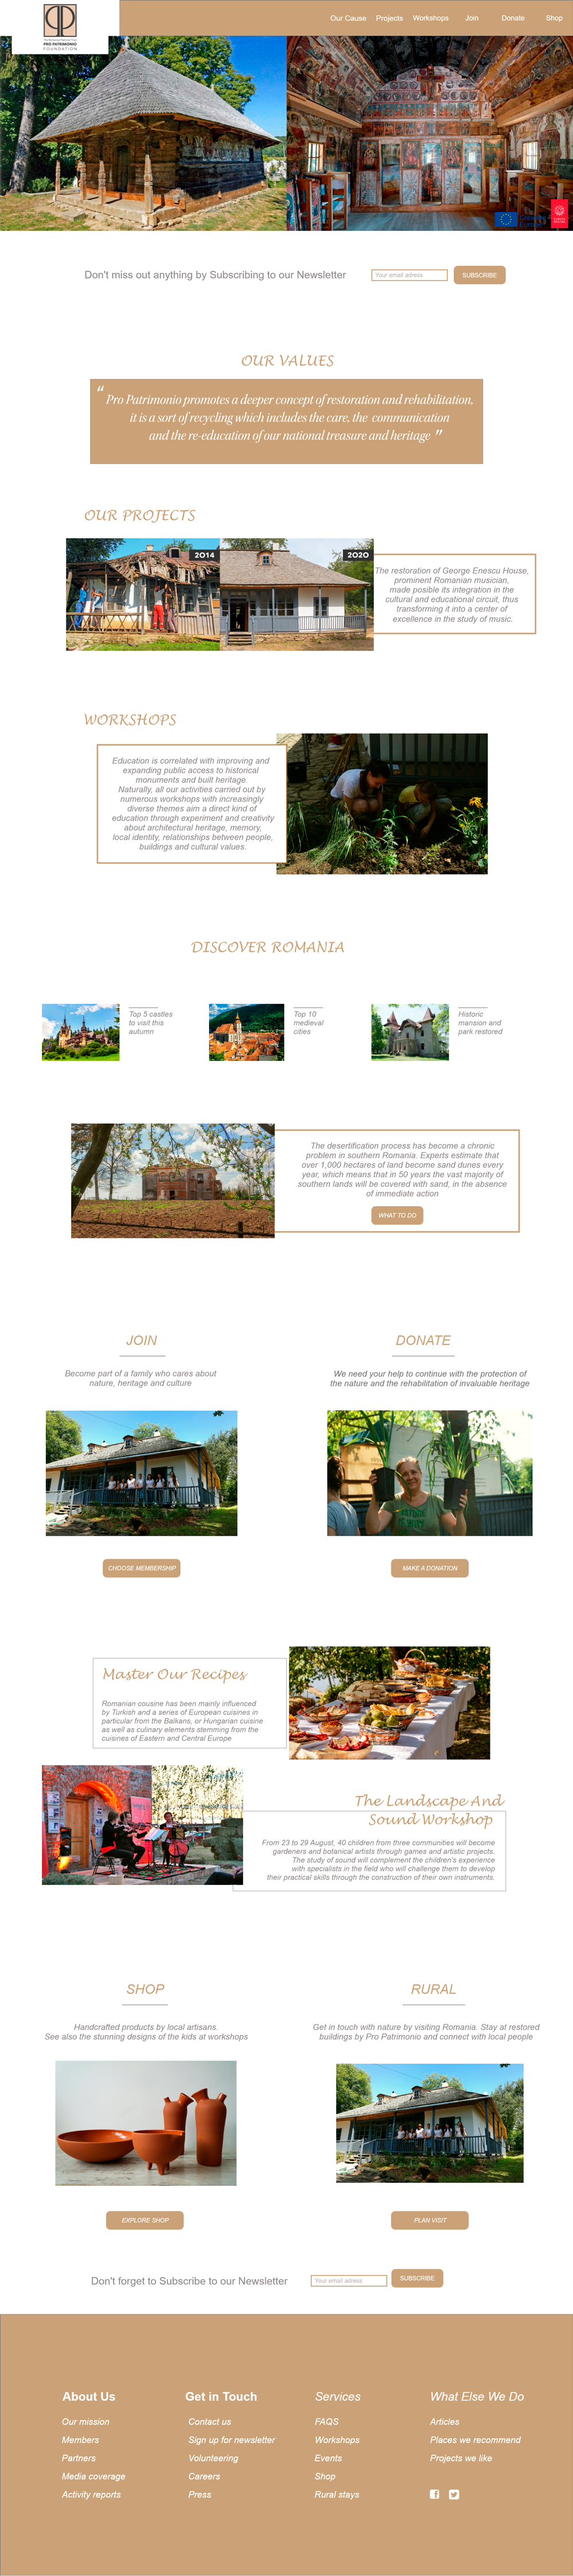 The Romanian National Trust
PRO PATRIMONIO
FOUNDATION
Our Cause
Projects
Workshops
Join
Donate
Shop
Don't miss out anything by Subscribing to our Newsletter
Your email adress
SUBSCRIBE
OUR VALUES
“ Pro Patrimonio promotes a deeper concept of restoration and rehabilitation,
it is a sort of recycling which includes the care, the communication
and the re-education of our national treasure and heritage ”
OUR PROJECTS
2014
2020
The restoration of George Enescu House,
prominent Romanian musician,
made posible its integration in the
cultural and educational circuit, thus
transforming it into a center of
excellence in the study of music.
WORKSHOPS
Education is correlated with improving and
expanding public access to historical
monuments and built heritage.
Naturally, all our activities carried out by
numerous workshops with increasingly
diverse themes aim a direct kind of
education through experiment and creativity
about architectural heritage, memory,
local identity, relationships between people,
buildings and cultural values.
DISCOVER ROMANIA
Top 5 castles
to visit this
autumn
Top 10
medieval
cities
Historic
mansion and
park restored
The desertification process has become a chronic
problem in southern Romania. Experts estimate that
over 1,000 hectares of land become sand dunes every
year, which means that in 50 years the vast majority of
southern lands will be covered with sand, in the absence
of immediate action
WHAT TO DO
JOIN
Become part of a family who cares about
nature, heritage and culture
CHOOSE MEMBERSHIP
DONATE
We need your help to continue with the protection of
the nature and the rehabilitation of invaluable heritage
MAKE A DONATION
Master Our Recipes
Romanian cousine has been mainly influenced
by Turkish and a series of European cuisines in
particular from the Balkans, or Hungarian cuisine
as well as culinary elements stemming from the
cuisines of Eastern and Central Europe
The Landscape And
Sound Workshop
From 23 to 29 August, 40 children from three communities will become
gardeners and botanical artists through games and artistic projects.
The study of sound will complement the children's experience
with specialists in the field who will challenge them to develop
their practical skills through the construction of their own instruments.
SHOP
Handcrafted products by local artisans.
See also the stunning designs of the kids at workshops
EXPLORE SHOP
RURAL
Get in touch with nature by visiting Romania. Stay at restored
buildings by Pro Patrimonio and connect with local people
PLAN VISIT
Don't forget to Subscribe to our Newsletter
Your email adress
SUBSCRIBE
About Us
Our mission
Members
Partners
Media coverage
Activity reports
Get in Touch
Contact us
Sign up for newsletter
Volunteering
Careers
Press
Services
FAQS
Workshops
Events
Shop
Rural stays
What Else We Do
Articles
Places we recommend
Projects we like